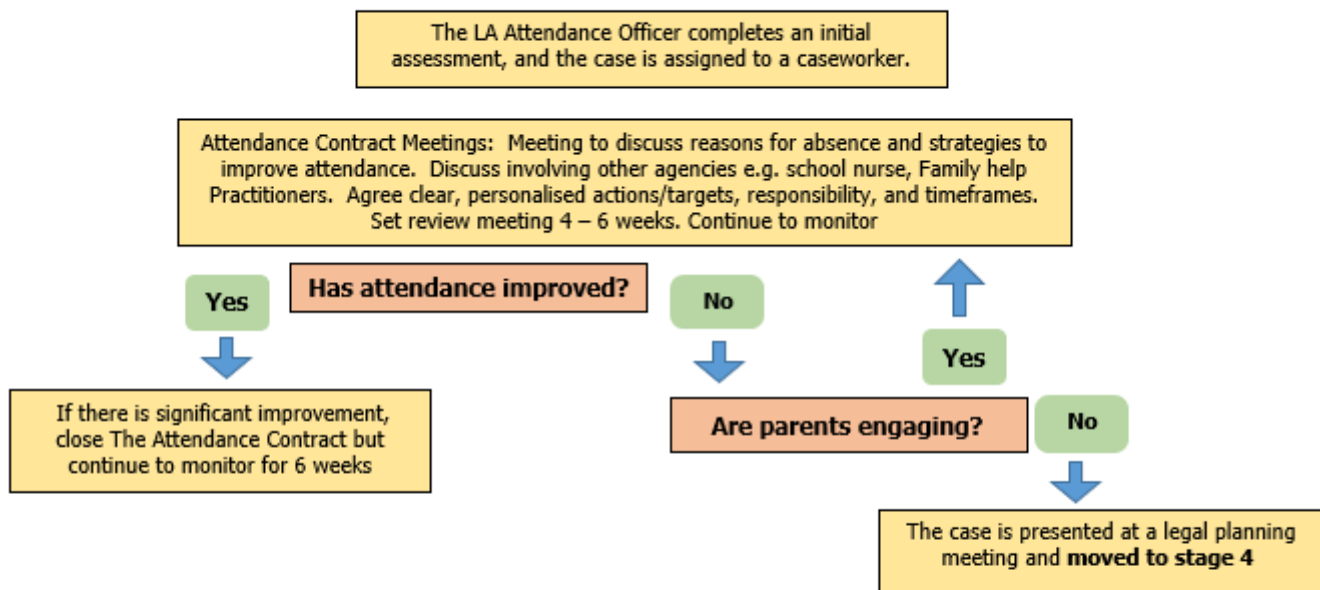 The LA Attendance Officer completes an initial
assessment, and the case is assigned to a caseworker.
Attendance Contract Meetings:  Meeting to discuss reasons for absence and strategies to
improve attendance.  Discuss involving other agencies e.g. school nurse, Family help
Practitioners.  Agree clear, personalised actions/targets, responsibility, and timeframes.
Set review meeting 4 – 6 weeks. Continue to monitor
Yes
Has attendance improved?
No
Yes
If there is significant improvement,
close The Attendance Contract but
continue to monitor for 6 weeks
Are parents engaging?
No
The case is presented at a legal planning
meeting and moved to stage 4